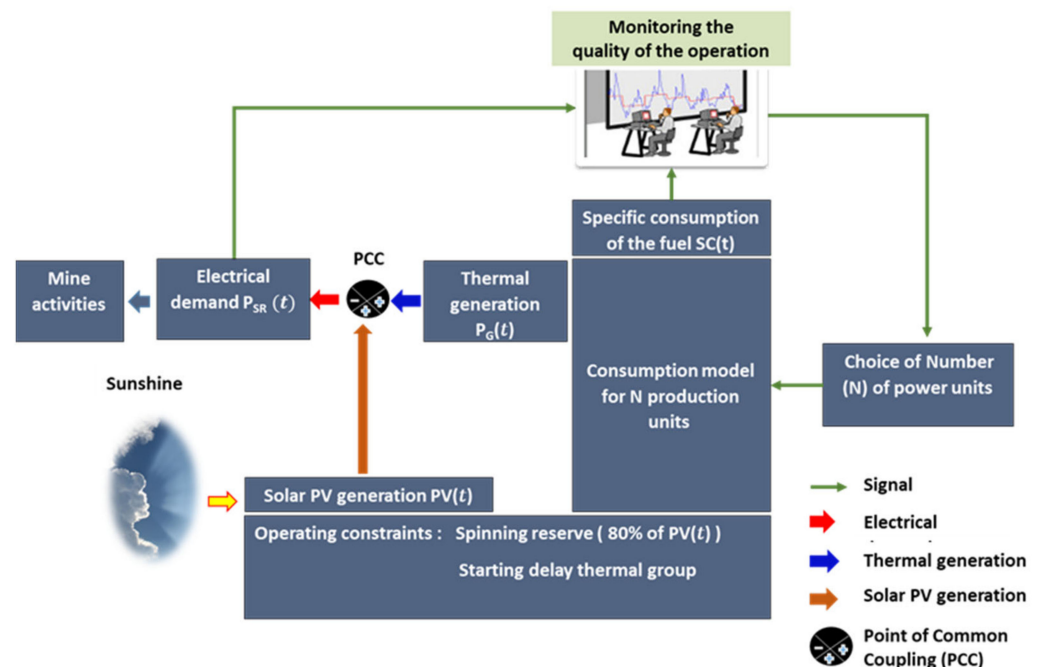 Monitoring the
quality of the operation
Specific consumption
of the fuel SC(t)
PCC
Mine
activities
Electrical
demand P_SR (t)
Thermal
generation
P_G(t)
Consumption model
for N production
units
Choice of Number
(N) of power units
Sunshine
Solar PV generation PV(t)
Operating constraints : Spinning reserve ( 80% of PV(t) )
Starting delay thermal group
Signal
Electrical
Thermal generation
Solar PV generation
Point of Common
Coupling (PCC)